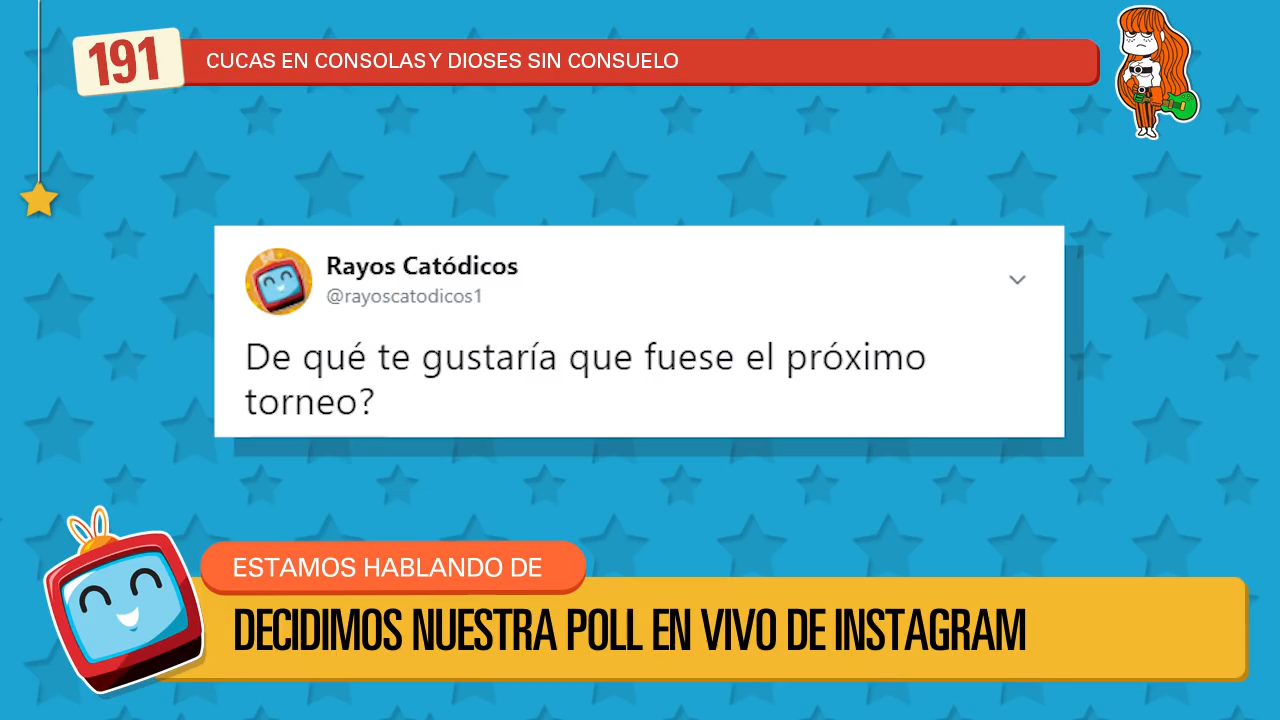 191
CUCAS EN CONSOLAS Y DIOSES SIN CONSUELO
Rayos Catódicos
@rayoscatodicos1
De qué te gustaría que fuese el próximo
torneo?
ESTAMOS HABLANDO DE
DECIDIMOS NUESTRA POLL EN VIVO DE INSTAGRAM